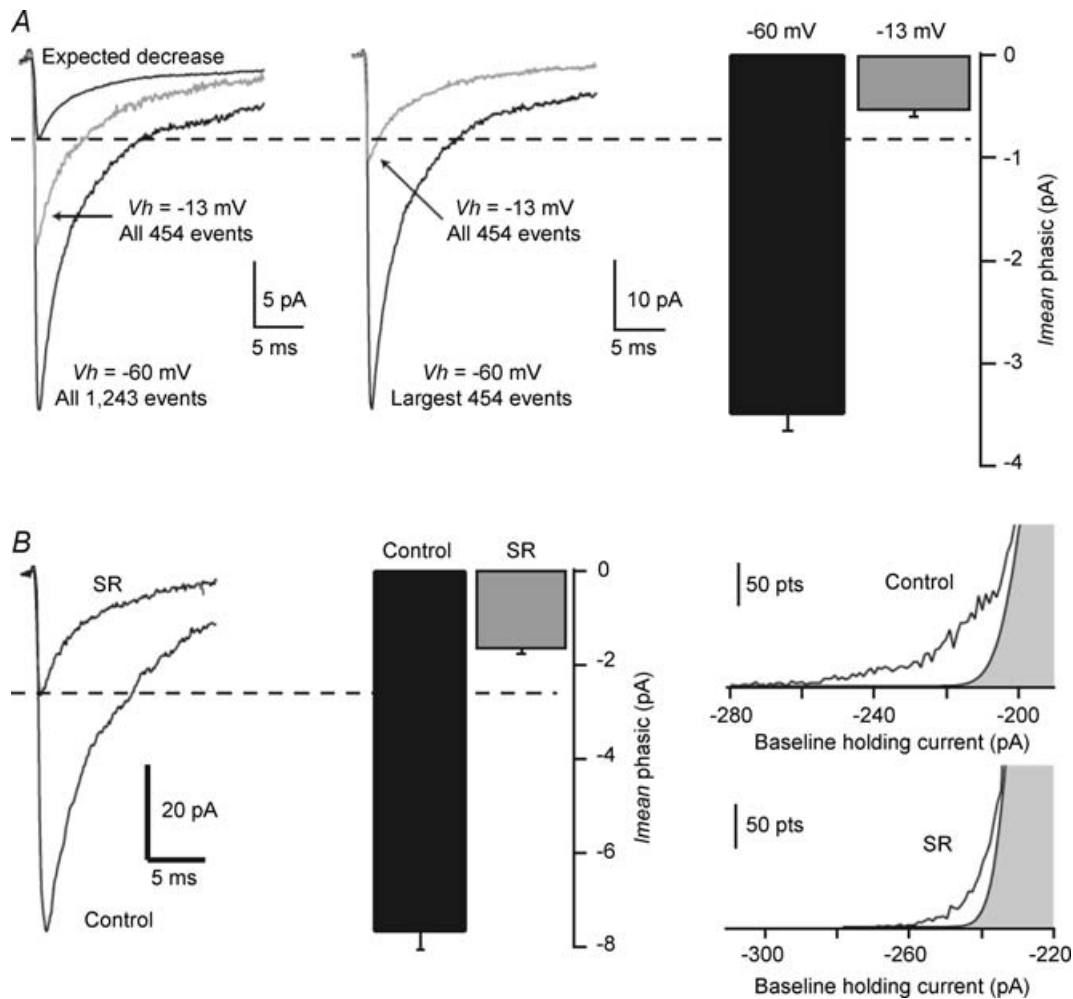 A
Expected decrease
Vh = -13 mV
All 454 events
5 pA
5 ms
Vh = -60 mV
All 1,243 events
Vh = -13 mV
All 454 events
10 pA
5 ms
Vh = -60 mV
Largest 454 events
-60 mV
-13 mV
0
-1
-2
-3
-4
Imean phasic (pA)
B
SR
20 pA
5 ms
Control
Control
SR
0
-2
-4
-6
-8
Imean phasic (pA)
50 pts
Control
-280
-240
-200
Baseline holding current (pA)
50 pts
SR
-300
-260
-220
Baseline holding current (pA)